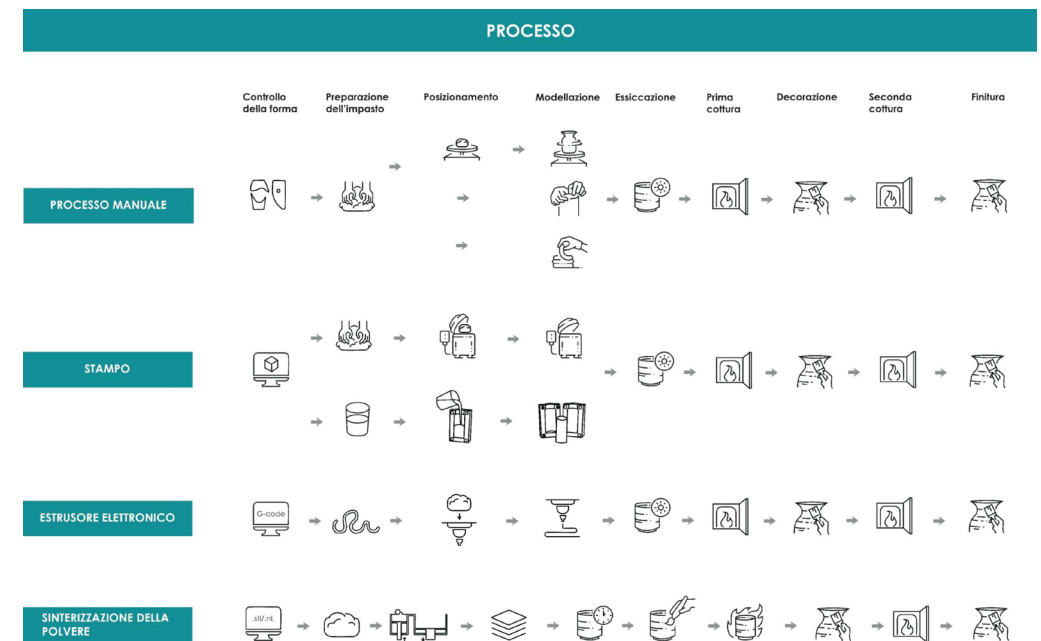 PROCESSO
Controllo
della forma
Preparazione
dell'impasto
Posizionamento
Modellazione
Essiccazione
Prima
cottura
Decorazione
Seconda
cottura
Finitura
PROCESSO MANUALE
STAMPO
ESTRUSORE ELETTRONICO
G-code
SINTERIZZAZIONE DELLA
POLVERE
.stl/.nl.